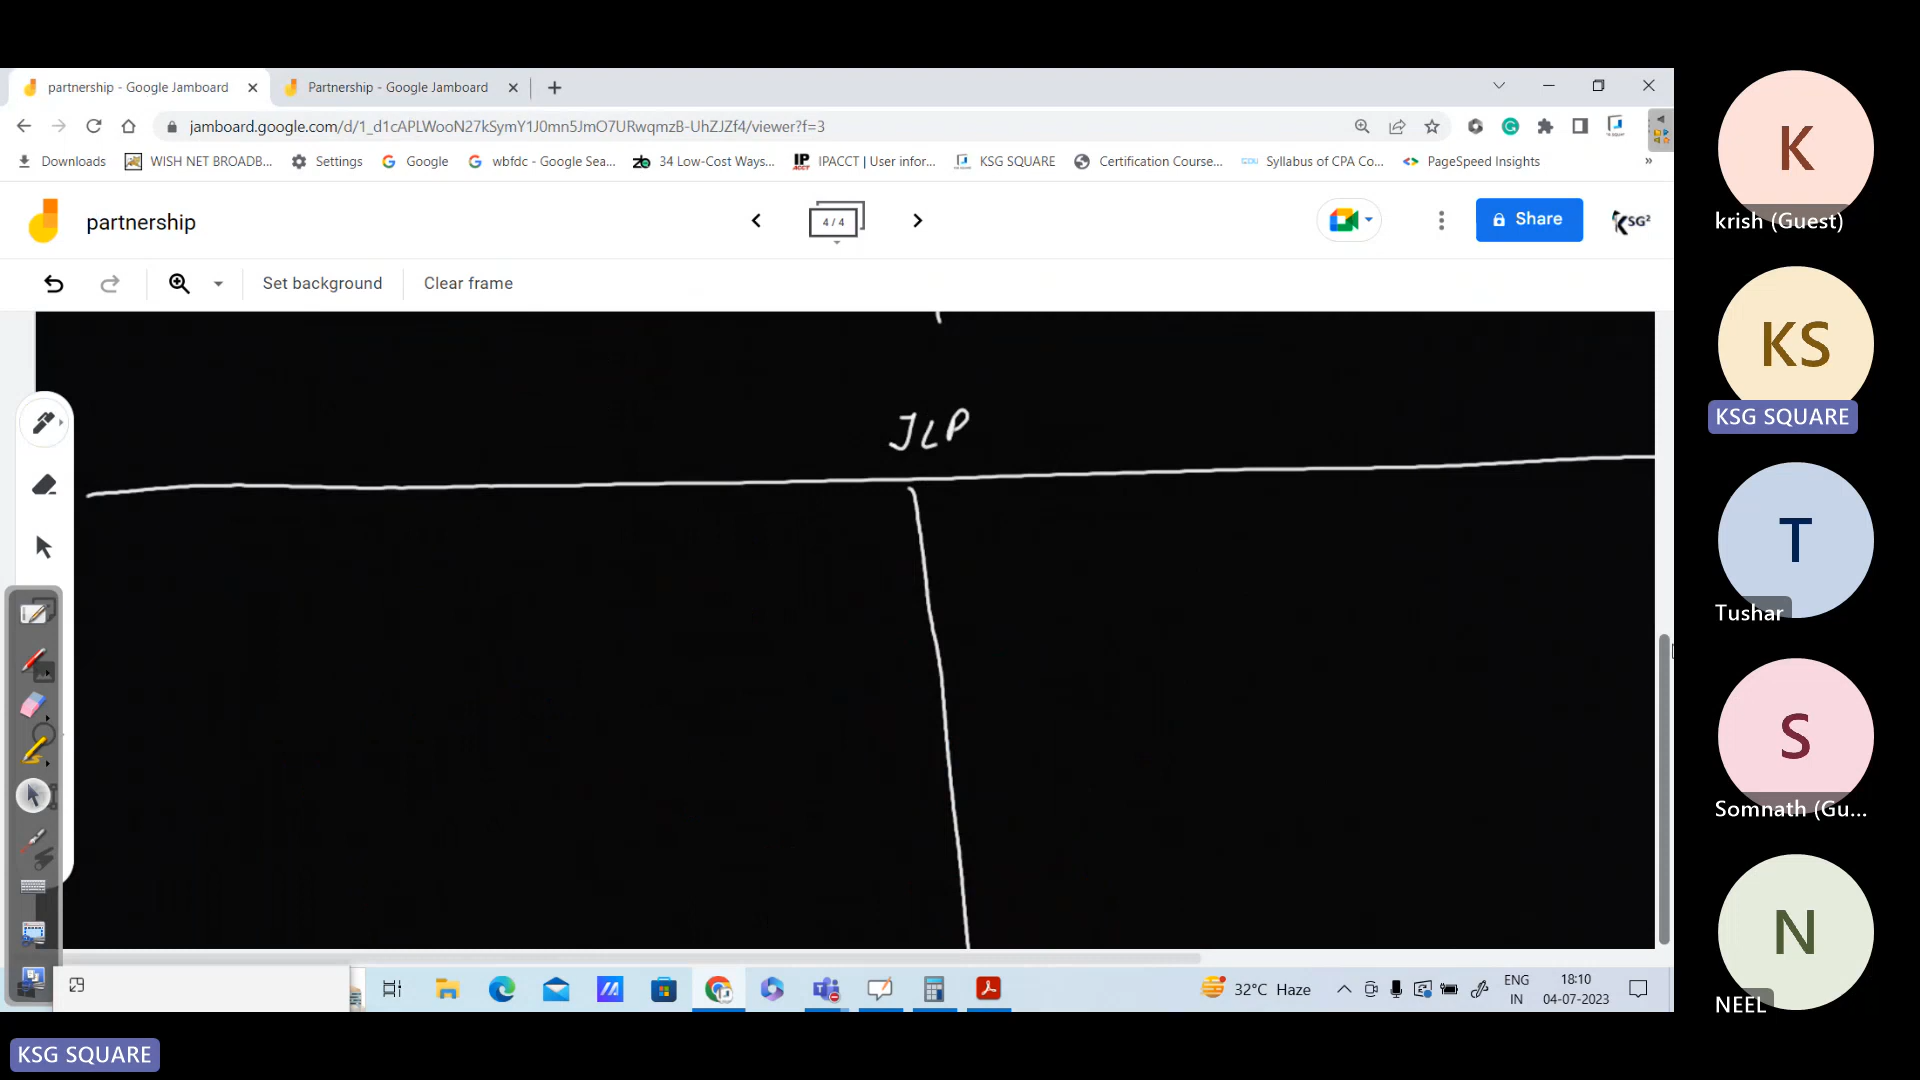 partnership - Google Jamboard
Partnership - Google Jamboard
jamboard.google.com/d/1_d1cAPLWooN27kSymY1J0mn5JmO7URwqmzB-UhZJZf4/viewer?f=3
Downloads WISH NET BROADB... Settings Google wbfdc - Google Sea... 34 Low-Cost Ways... IPACCT | User infor... KSG SQUARE Certification Course... Syllabus of CPA Co... PageSpeed Insights »
partnership
4 / 4
Share
KSG²
Set background
Clear frame
JLP
32°C Haze
ENG
IN
18:10
04-07-2023
K
krish (Guest)
KS
KSG SQUARE
T
Tushar
S
Somnath (Gu...
N
NEEL
KSG SQUARE